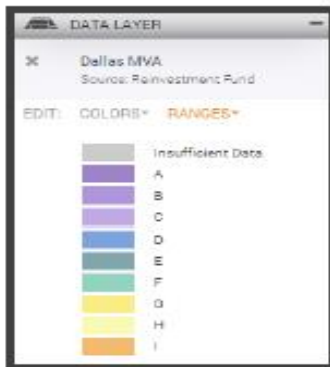 DATA LAYER
Dallas MVA
Source: Reinvestment Fund
EDIT: COLORS RANGES
Insufficient Data
A
B
C
D
E
F
G
H
I